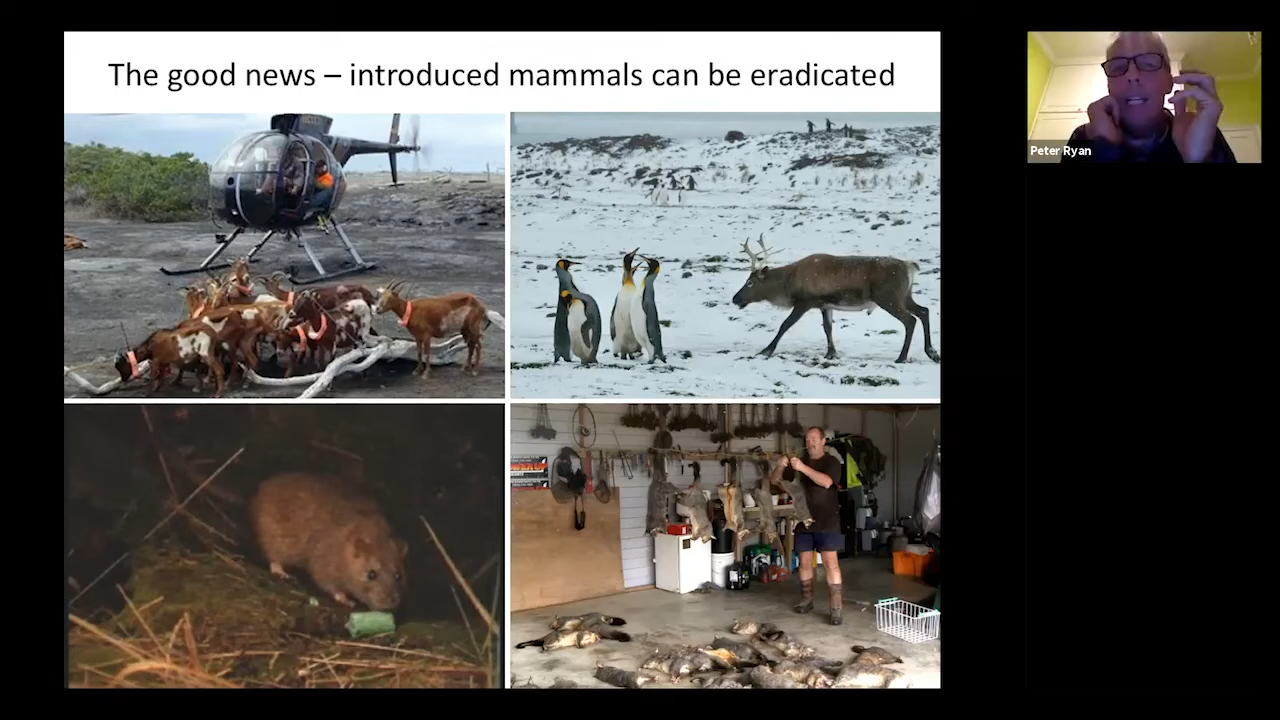 The good news – introduced mammals can be eradicated
Peter Ryan